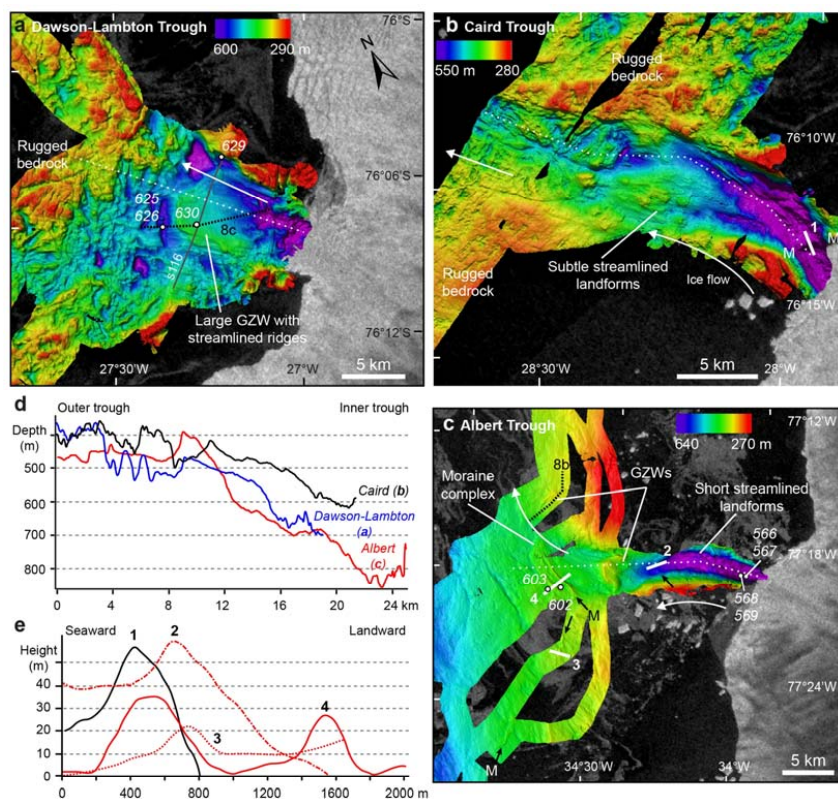 a Dawson-Lambton Trough
600 290 m
N
76°S
629
Rugged
bedrock
76°06'S
625
626
630
8c
s116
Large GZW with
streamlined ridges
76°12'S
5 km
27°30'W
27°W
b Caird Trough
550 m 280
Rugged bedrock
76°10'S
1
M
M
Subtle streamlined
landforms
Ice flow
Rugged
bedrock
76°15'S
5 km
28°30'W
28°W
d Outer trough Inner trough
Depth
(m)
500
600
700
800
Caird (b)
Dawson-Lambton
(a)
Albert
(c)
0 4 8 12 16 20 24 km
e Seaward Landward
Height
(m)
40
30
20
10
0
1 2 3 4
0 400 800 1200 1600 2000 m
c Albert Trough
640 270 m
77°12'W
8b
GZWs
Moraine
complex
Short streamlined
landforms
77°18'W
2
566
567
603
4
602
568
569
M
3
77°24'W
M
34°30'W
34°W
5 km